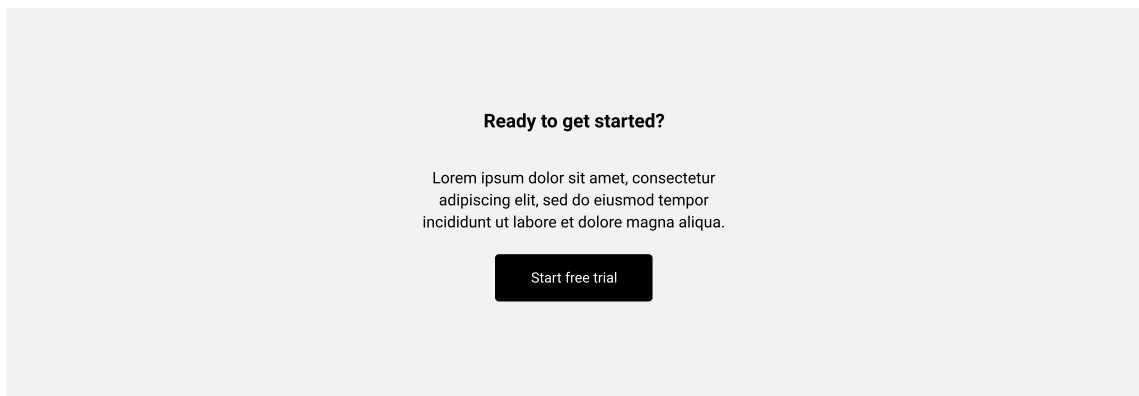 Ready to get started?
Lorem ipsum dolor sit amet, consectetur
adipiscing elit, sed do eiusmod tempor
incididunt ut labore et dolore magna aliqua.
Start free trial